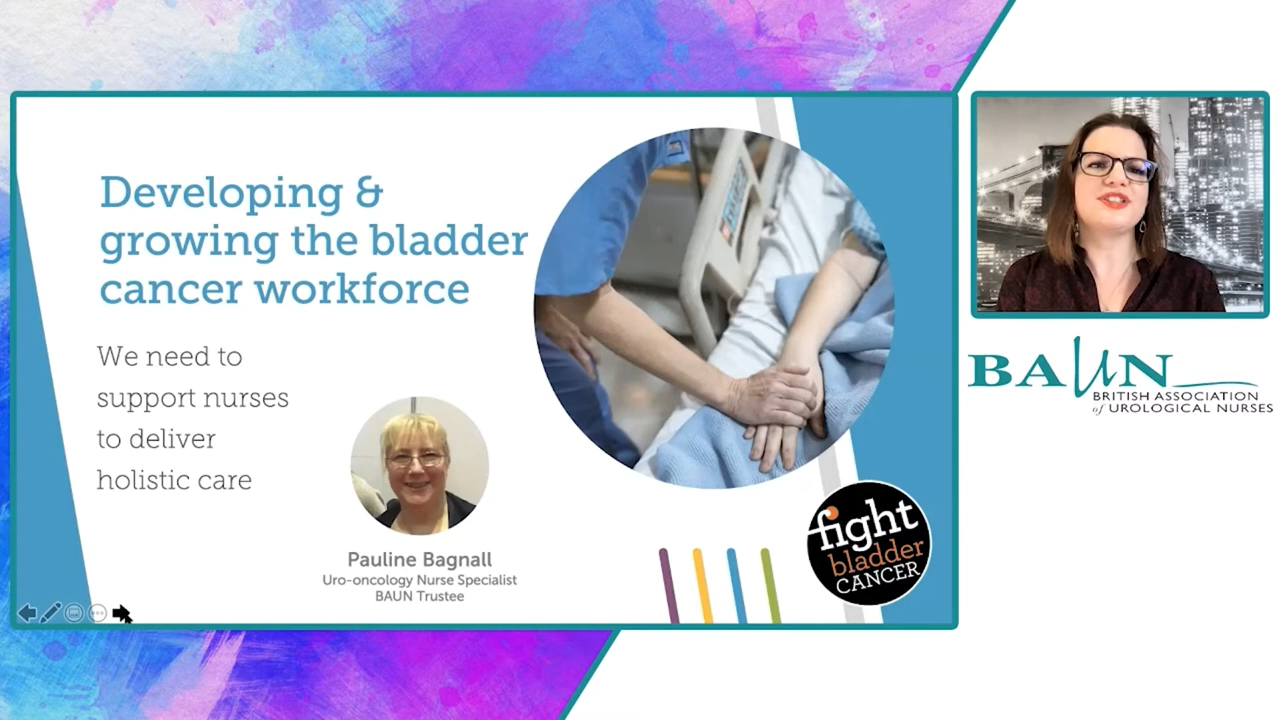 Developing &
growing the bladder
cancer workforce
We need to
support nurses
to deliver
holistic care
Pauline Bagnall
Uro-oncology Nurse Specialist
BAUN Trustee
fight
bladder
CANCER
BAUN
BRITISH ASSOCIATION
of UROLOGICAL NURSES